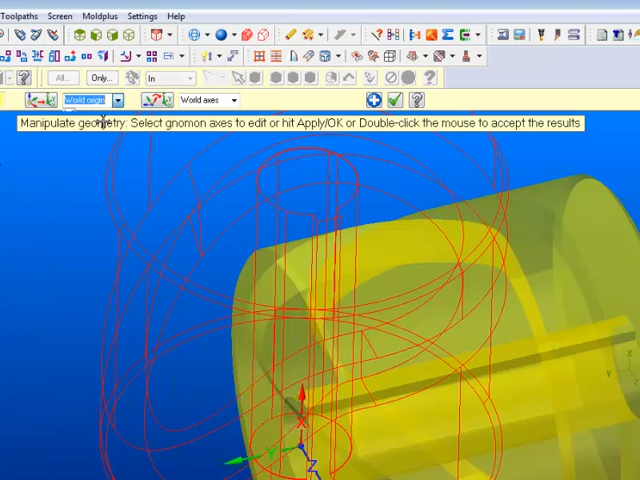 Toolpaths Screen Moldplus Settings Help
? All... Only... In
World origin World axes ?
Manipulate geometry: Select gnomon axes to edit or hit Apply/OK or Double-click the mouse to accept the results
X
Y
Z
X
Y